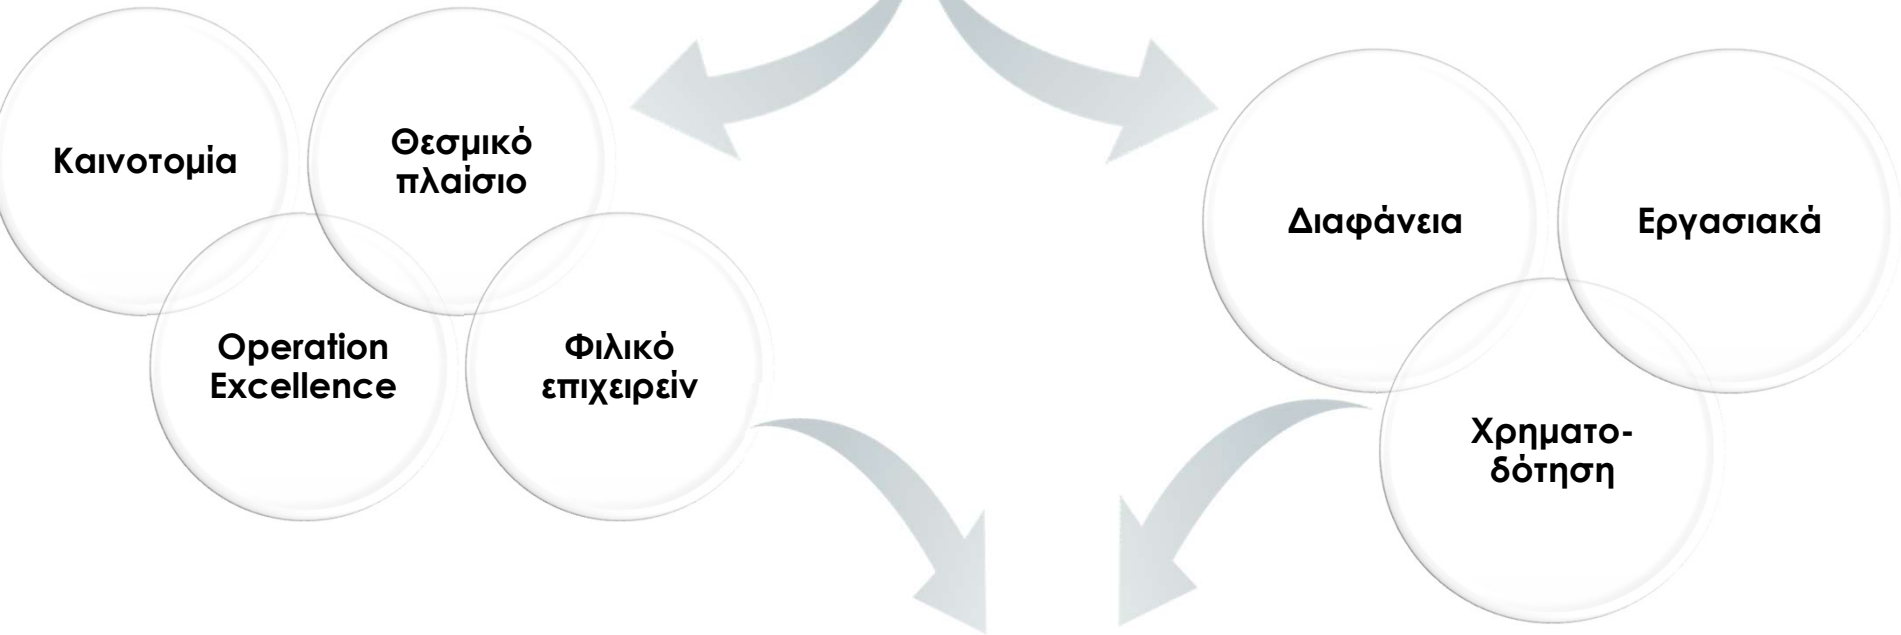 Καινοτομία
Θεσμικό
πλαίσιο
Operation
Excellence
Φιλικό
επιχειρείν
Διαφάνεια
Εργασιακά
Χρηματο-
δότηση